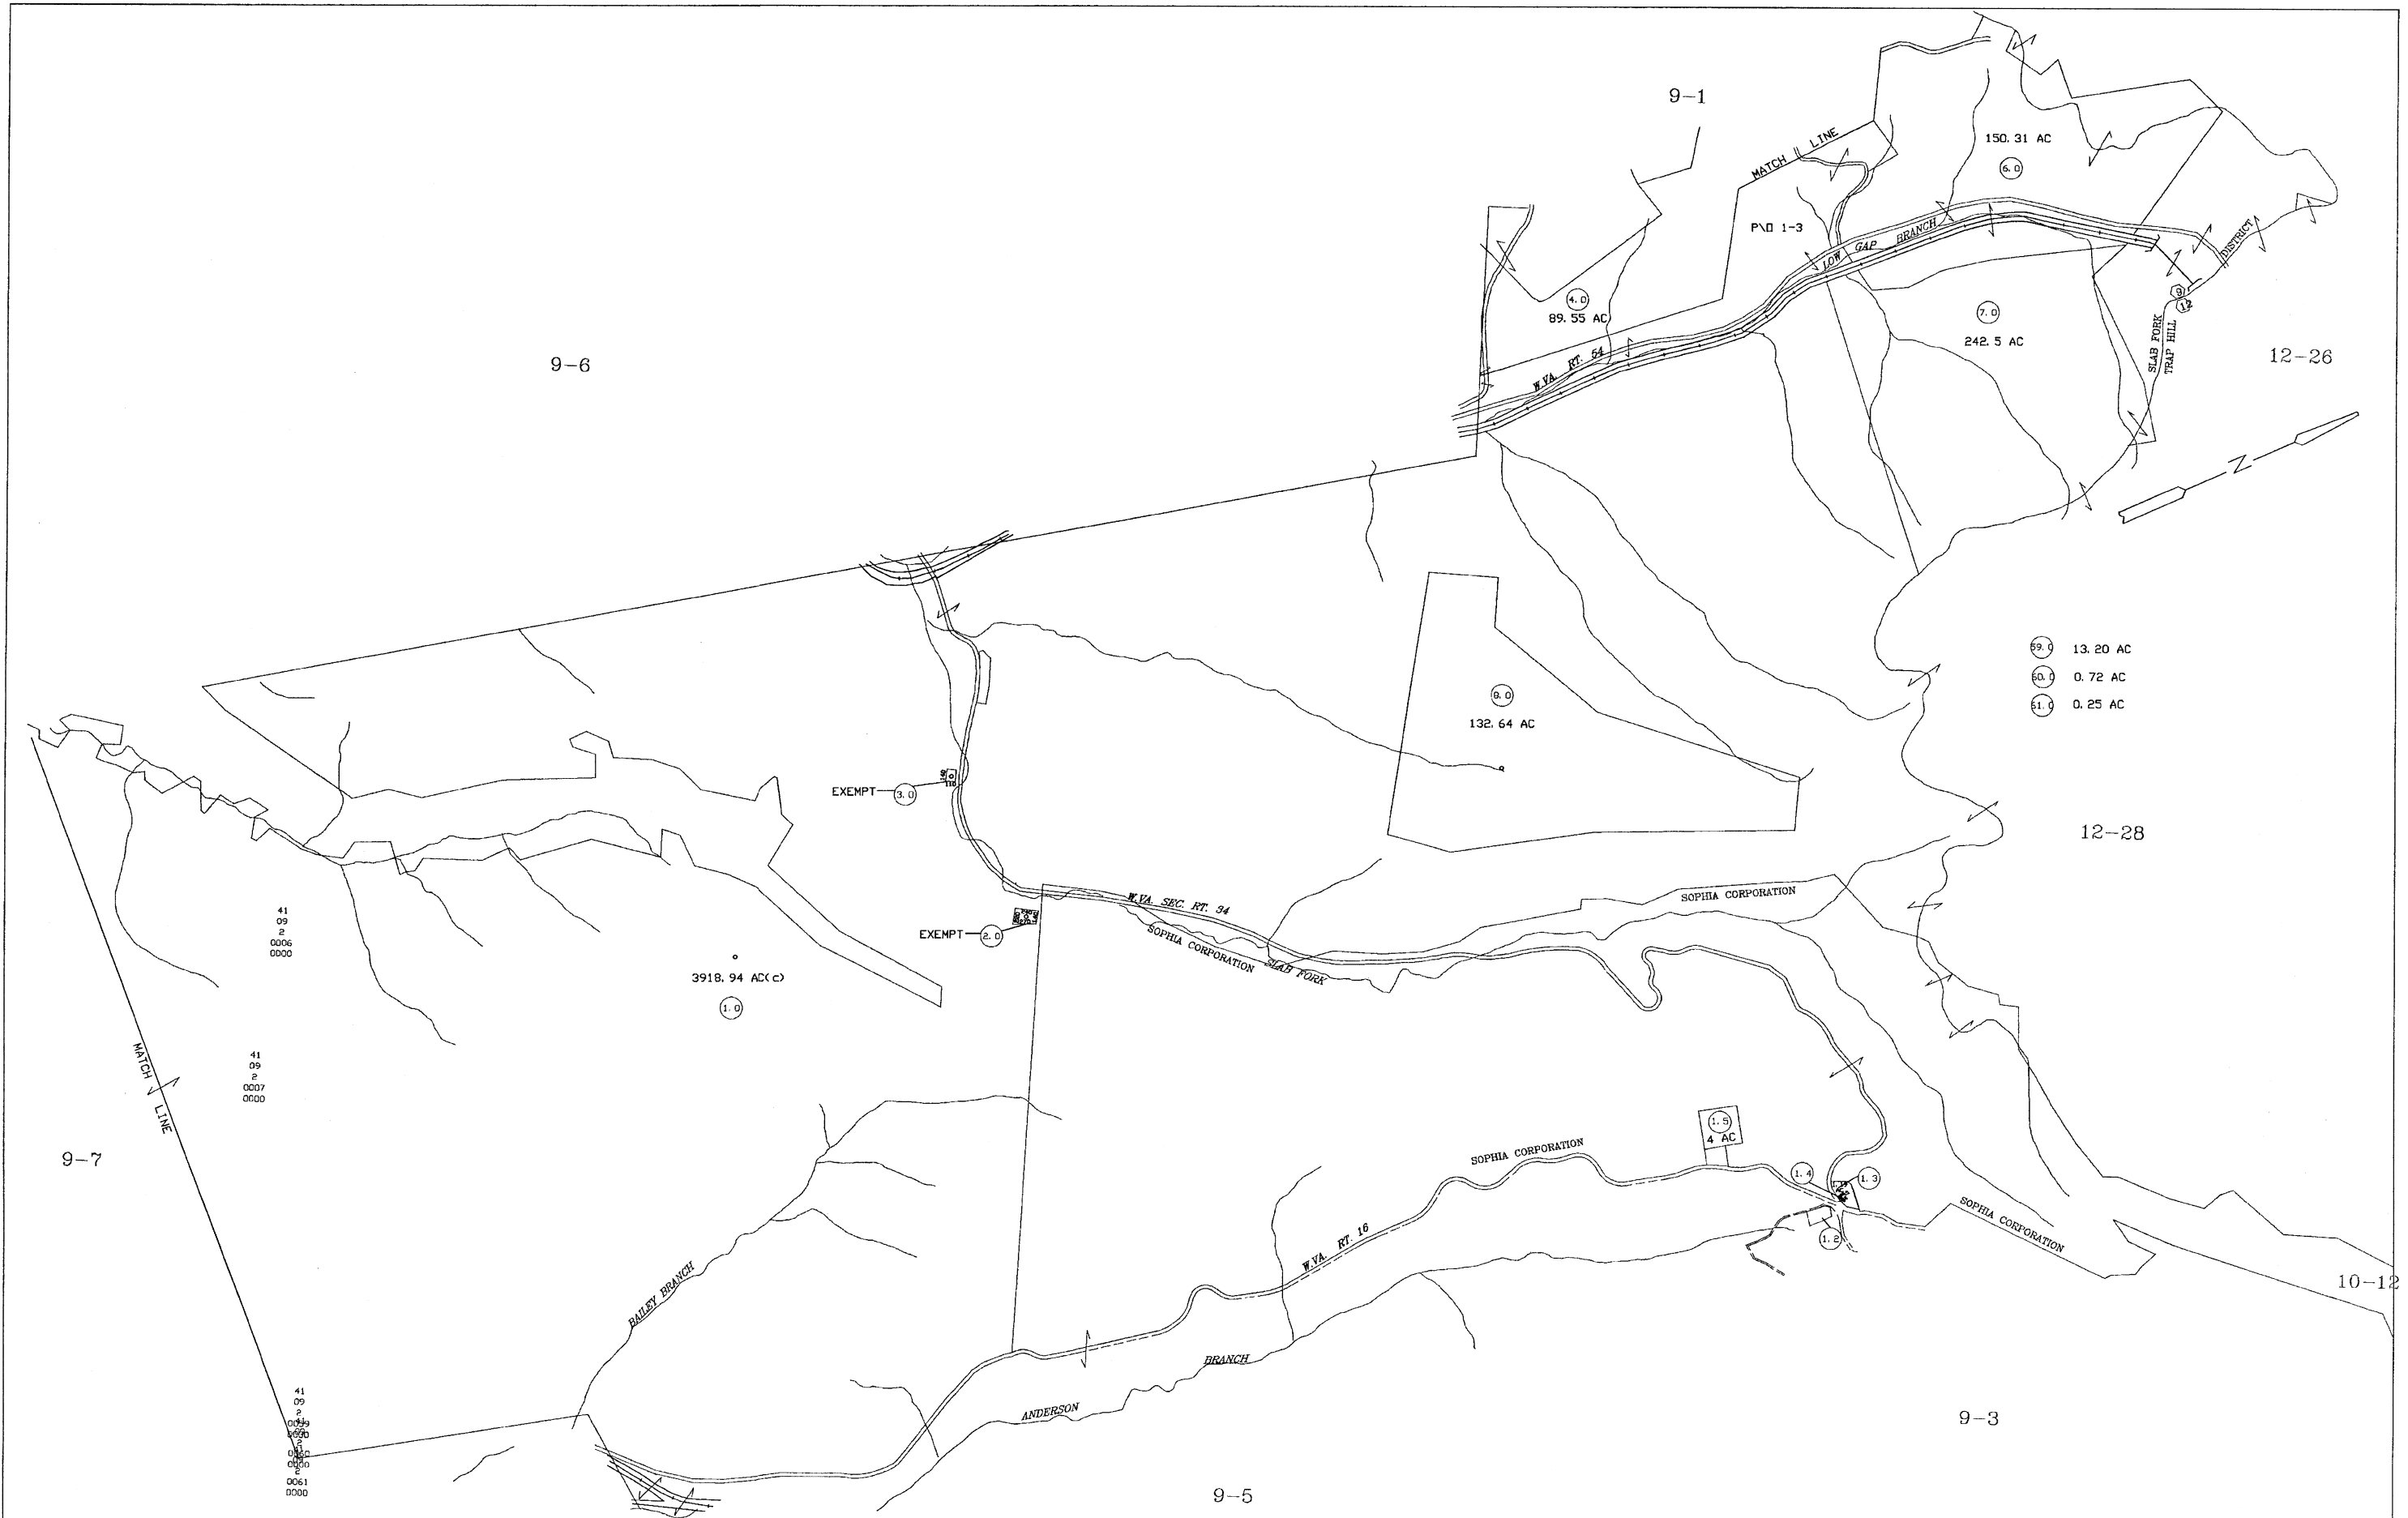 9-1
MATCH LINE
150.31 AC
6.0
P\O 1-3
LOW GAP BRANCH
DISTRICT
4.0
89.55 AC
9
12
7.0
242.5 AC
SLAB FORK
TRAP HILL
12-26
9-6
W.VA. RT. 54
N
59.0 13.20 AC
60.0 0.72 AC
61.0 0.25 AC
8.0
132.64 AC
EXEMPT 3.0
12-28
SOPHIA CORPORATION
W.VA. SEC. RT. 34
EXEMPT 2.0
SOPHIA CORPORATION
SLAB FORK
41
09
2
0006
0000
3918.94 AC(c)
1.0
41
09
2
0007
0000
MATCH LINE
9-7
1.5
4 AC
SOPHIA CORPORATION
1.4
1.3
1.2
SOPHIA CORPORATION
W.VA. RT. 16
10-12
BAILEY BRANCH
ANDERSON BRANCH
41
09
2
0061
0000
9-3
9-5